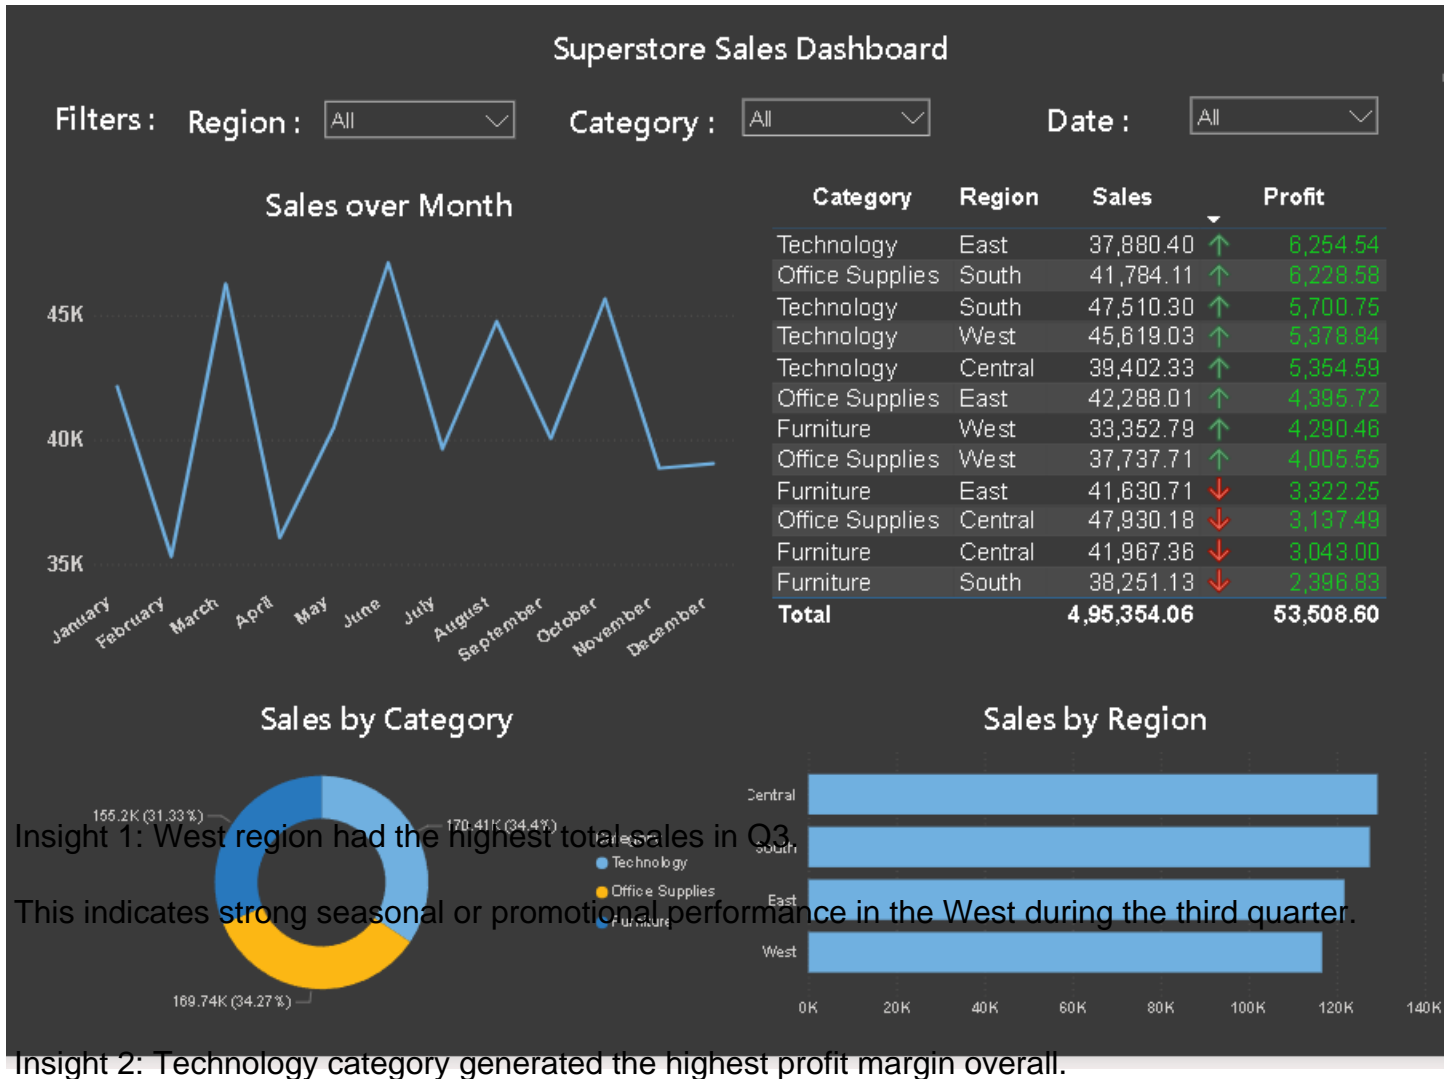 Superstore Sales Dashboard
Filters : Region : All Category : All Date : All
Sales over Month
45K
40K
35K
January February March April May June July August September October November December
Category Region Sales Profit
Technology East 37,880.40 6,254.54
Office Supplies South 41,784.11 6,228.58
Technology South 47,510.30 5,700.75
Technology West 45,619.03 5,378.84
Technology Central 39,402.33 5,354.59
Office Supplies East 42,288.01 4,395.72
Furniture West 33,352.79 4,290.46
Office Supplies West 37,737.71 4,005.55
Furniture East 41,630.71 3,322.25
Office Supplies Central 47,930.18 3,137.49
Furniture Central 41,967.36 3,043.00
Furniture South 38,251.13 2,396.83
Total 4,95,354.06 53,508.60
Sales by Category
155.2K (31.33%)
170.41K (34.4%)
169.74K (34.27%)
Category
Technology
Office Supplies
Furniture
Sales by Region
Central
South
East
West
0K 20K 40K 60K 80K 100K 120K 140K
Insight 1: West region had the highest total sales in Q3.
This indicates strong seasonal or promotional performance in the West during the third quarter.
Insight 2: Technology category generated the highest profit margin overall.